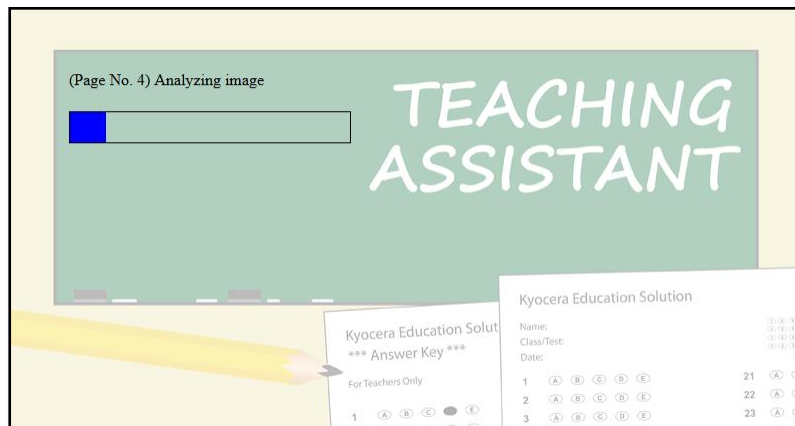 (Page No. 4) Analyzing image
TEACHING
ASSISTANT
Kyocera Education Solut
*** Answer Key ***
For Teachers Only
1 A B C E
Kyocera Education Solution
Name:
Class/Test:
Date:
1 A B C D E
2 A B C D E
3 A B C D E
21 A
22 A
23 A